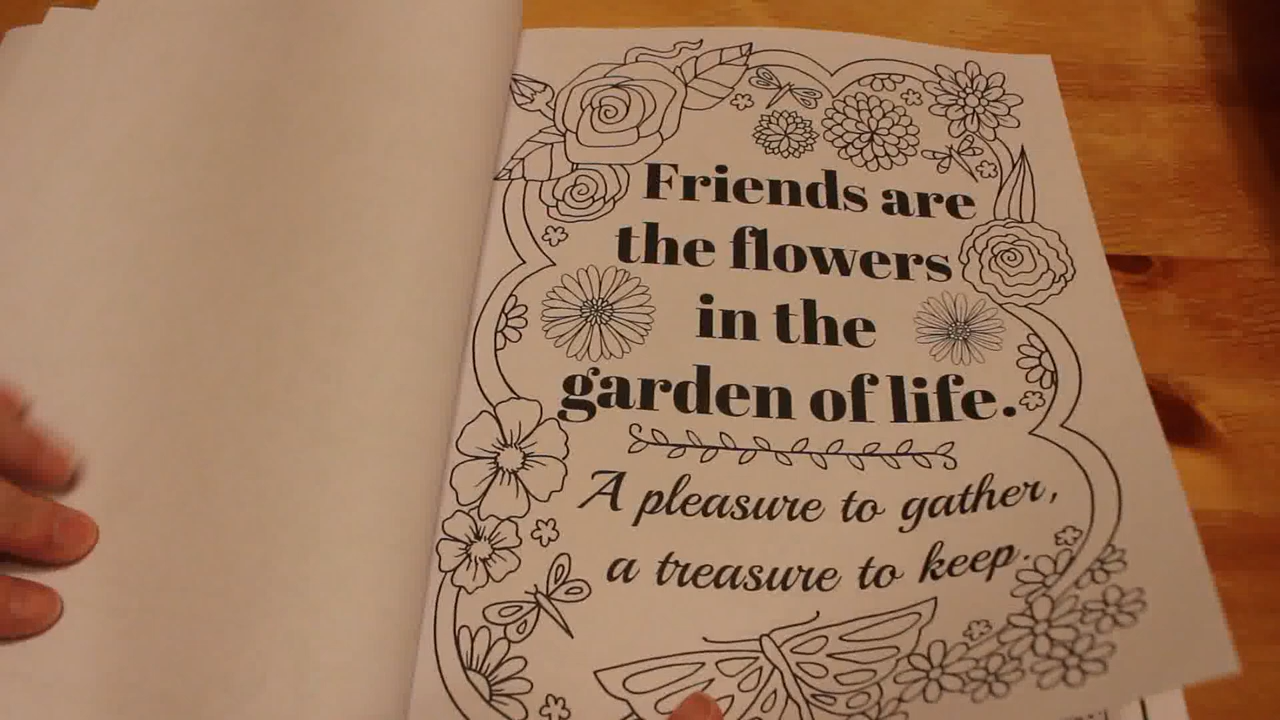 Friends are
the flowers
in the
garden of life.
A pleasure to gather,
a treasure to keep.